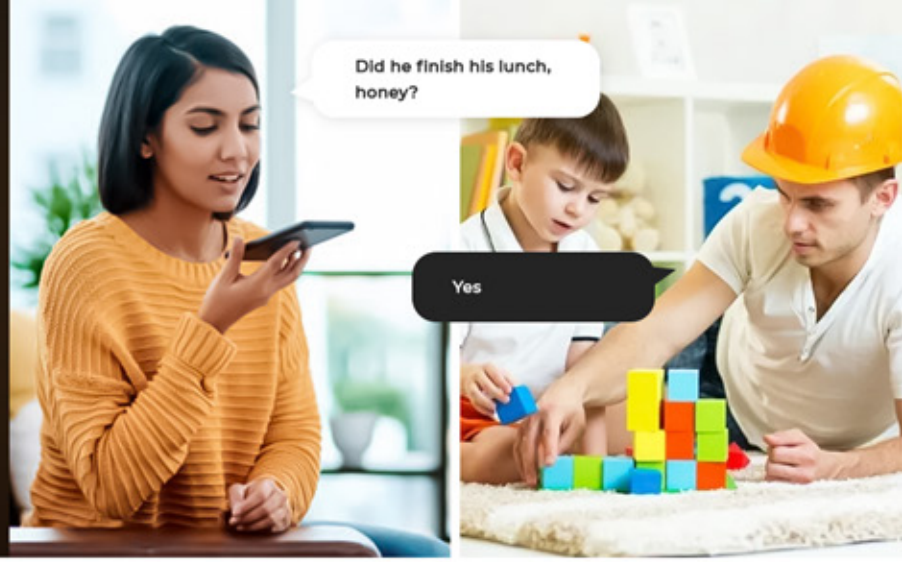 Did he finish his lunch,
honey?
Yes